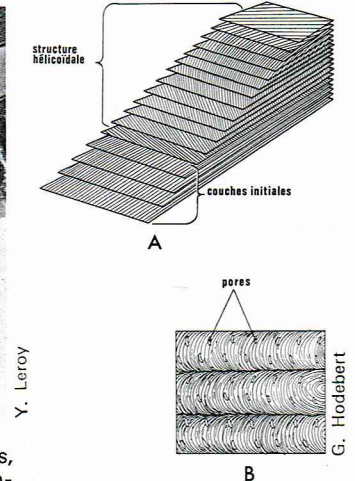 structure
hélicoïdale
couches initiales
A
pores
Y. Leroy
G. Hodebert
B
s,